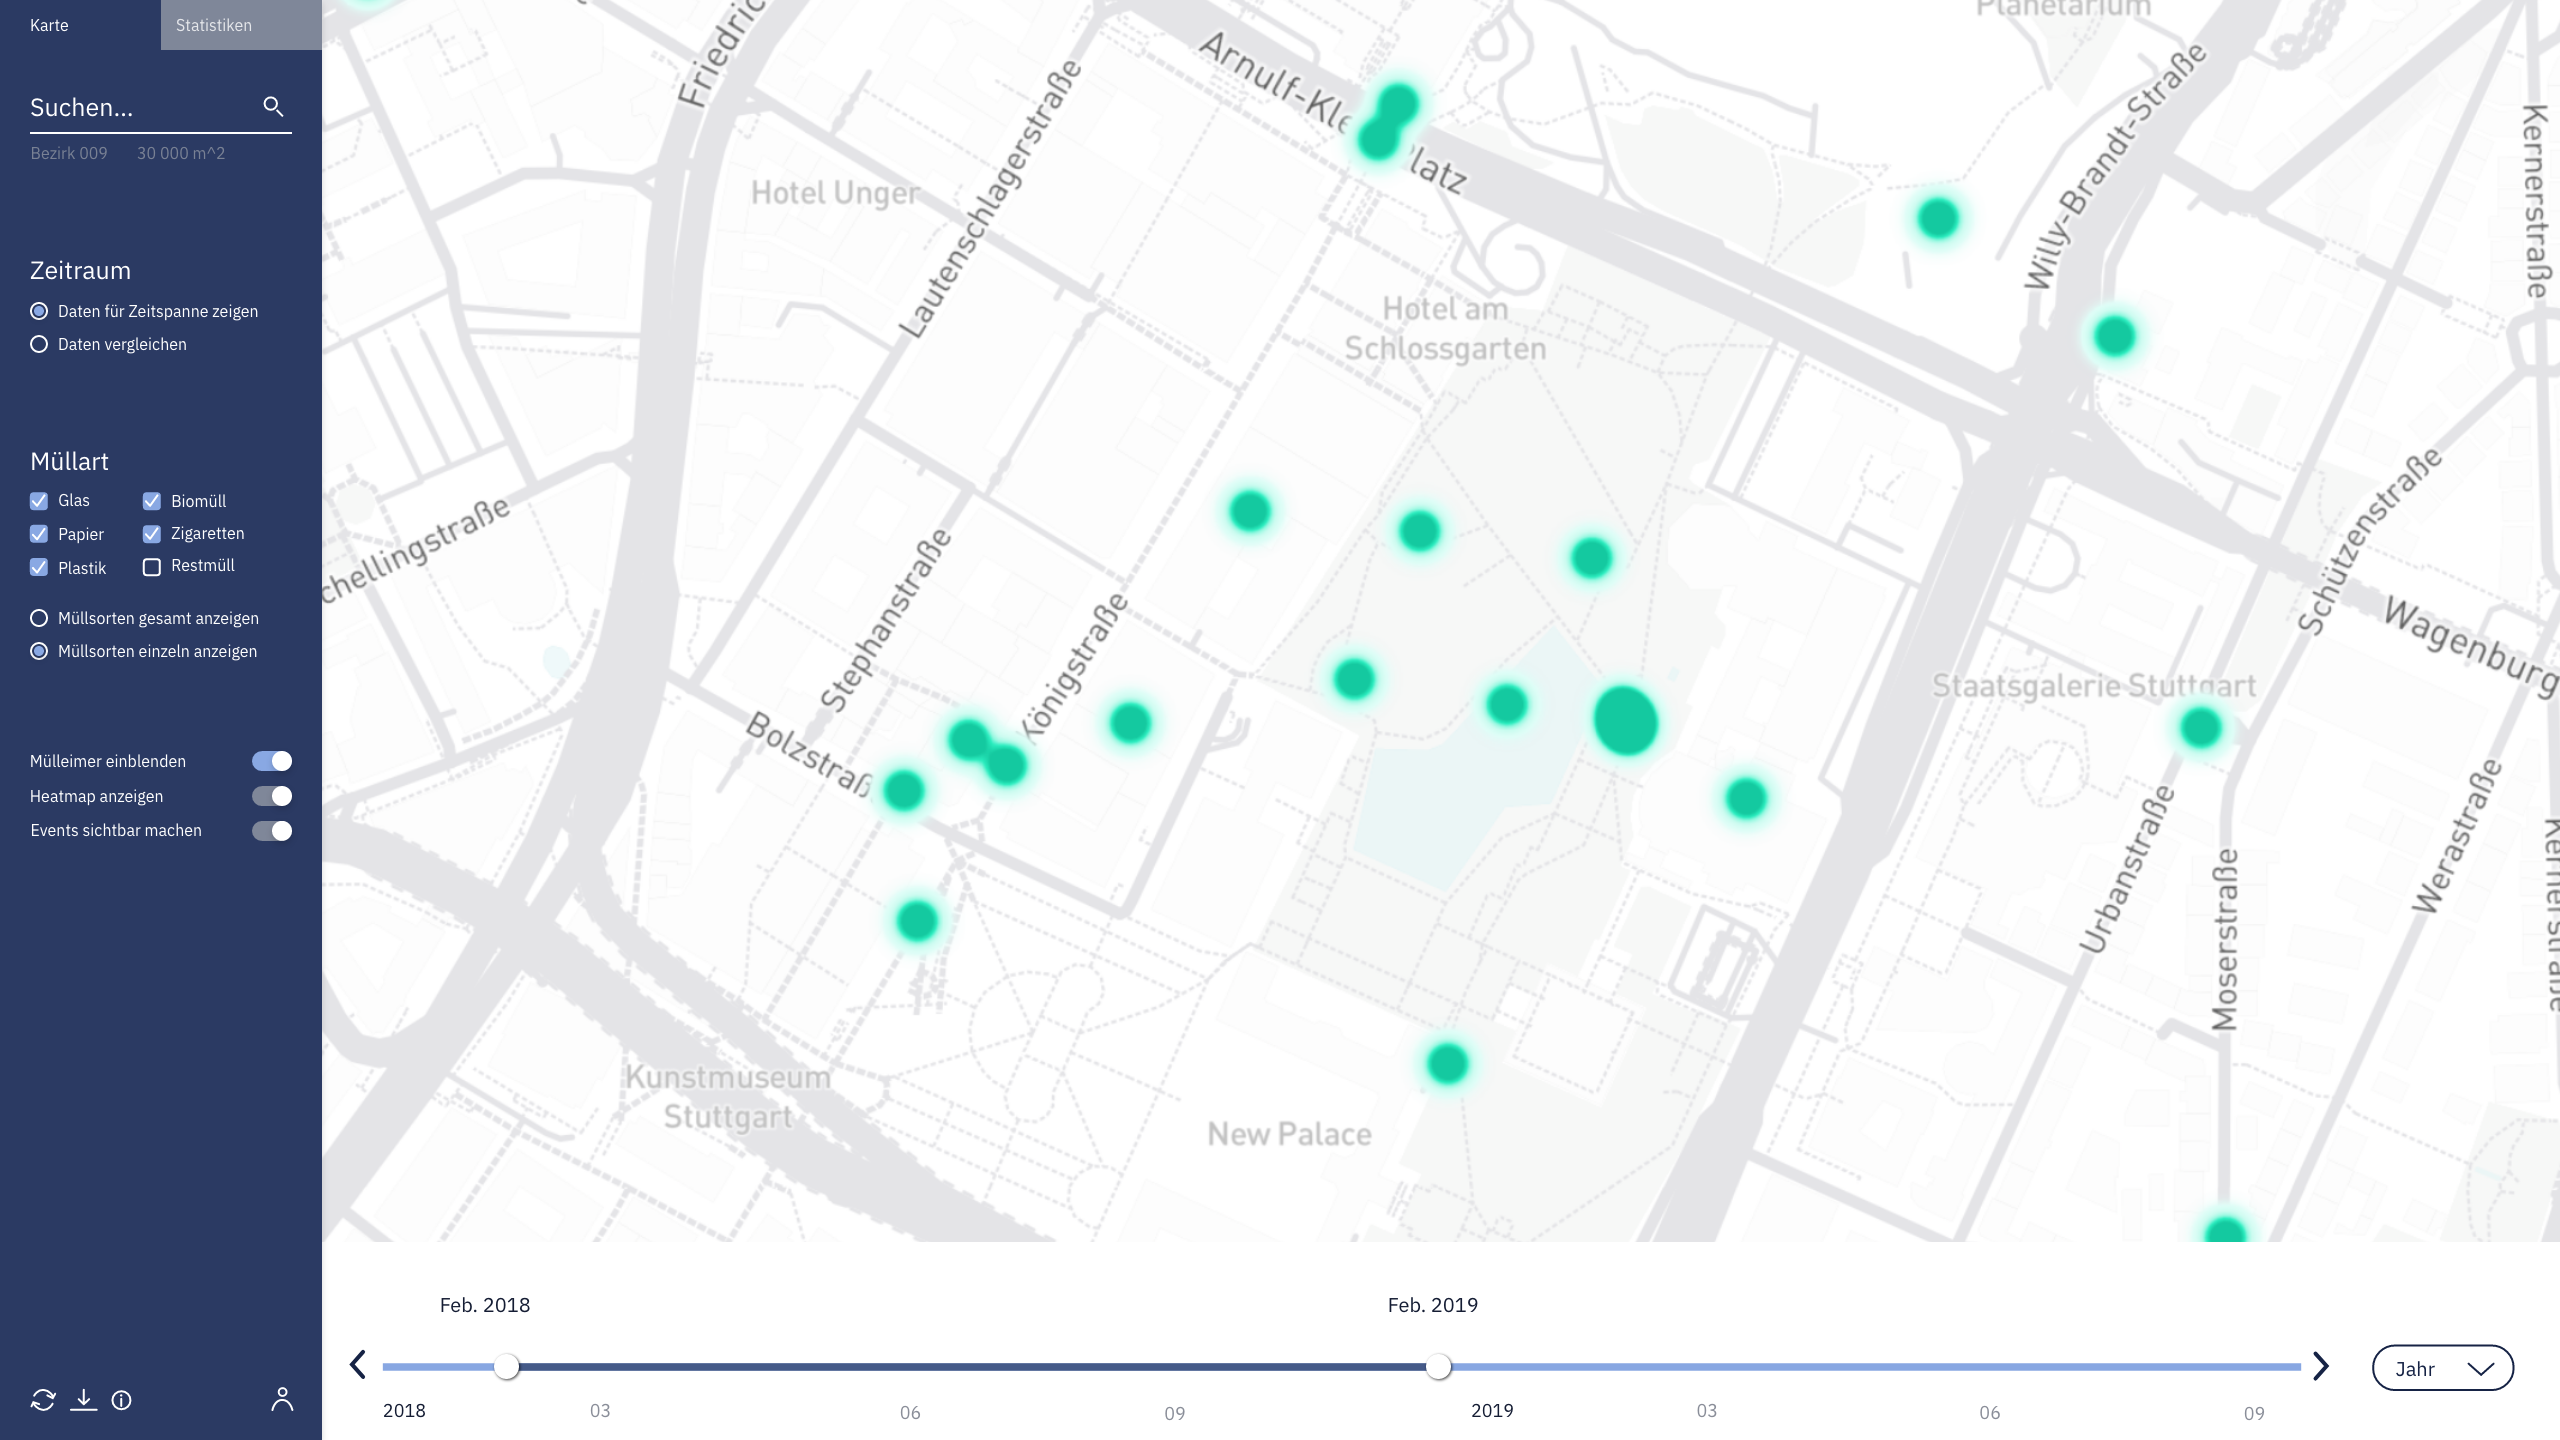 Karte
Statistiken
Suchen...
Bezirk 009 30 000 m^2
Zeitraum
Daten für Zeitspanne zeigen
Daten vergleichen
Müllart
Glas
Biomüll
Papier
Zigaretten
Plastik
Restmüll
Müllsorten gesamt anzeigen
Müllsorten einzeln anzeigen
Mülleimer einblenden
Heatmap anzeigen
Events sichtbar machen
Planetarium
Friedric
Arnulf-Kle
latz
Lautenschlagerstraße
Willy-Brandt-Straße
Kernerstraße
Hotel Unger
Hotel am
Schlossgarten
chellingstraße
Stephanstraße
Königstraße
Bolzstraß
Schützenstraße
Wagenburg
Staatsgalerie Stuttgart
Urbanstraße
Moserstraße
Werastraße
Kernerstraße
Kunstmuseum
Stuttgart
New Palace
Feb. 2018
Feb. 2019
Jahr
2018 03 06 09 2019 03 06 09